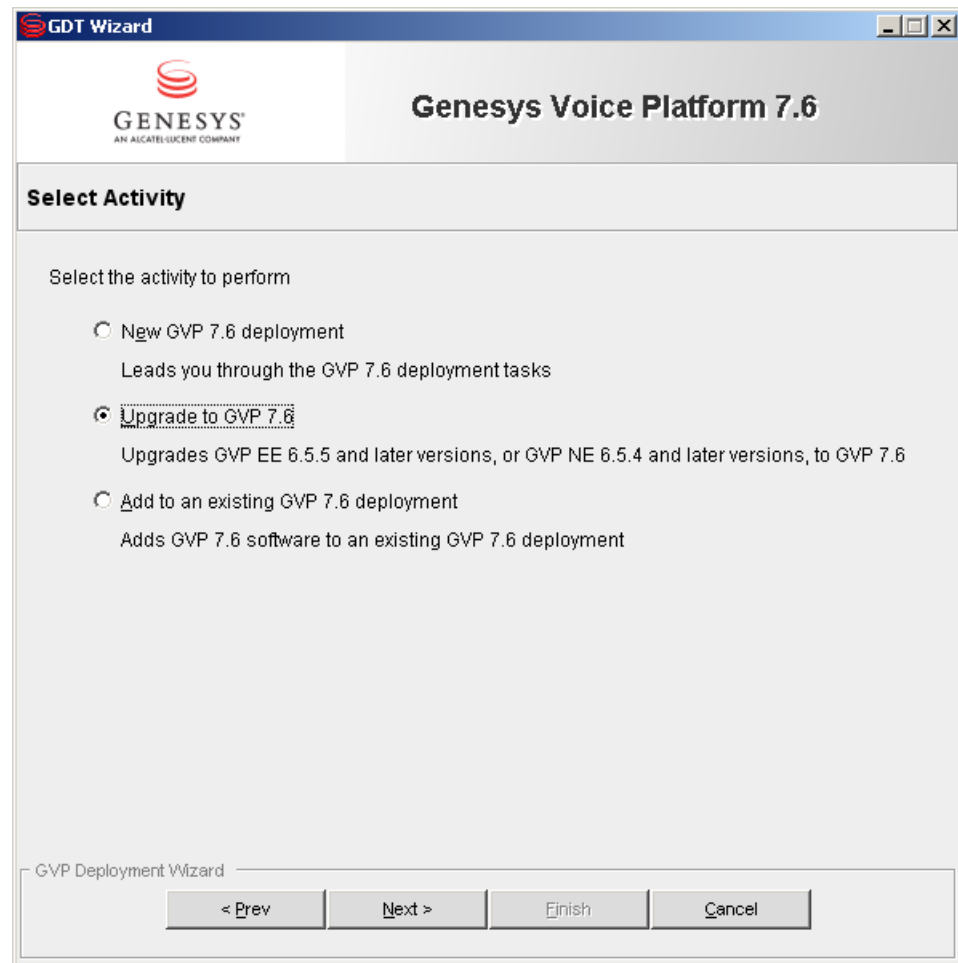 GDT Wizard
GENESYS
AN ALCATEL-LUCENT COMPANY
Genesys Voice Platform 7.6
Select Activity
Select the activity to perform
New GVP 7.6 deployment
Leads you through the GVP 7.6 deployment tasks
Upgrade to GVP 7.6
Upgrades GVP EE 6.5.5 and later versions, or GVP NE 6.5.4 and later versions, to GVP 7.6
Add to an existing GVP 7.6 deployment
Adds GVP 7.6 software to an existing GVP 7.6 deployment
GVP Deployment Wizard
< Prev Next > Finish Cancel